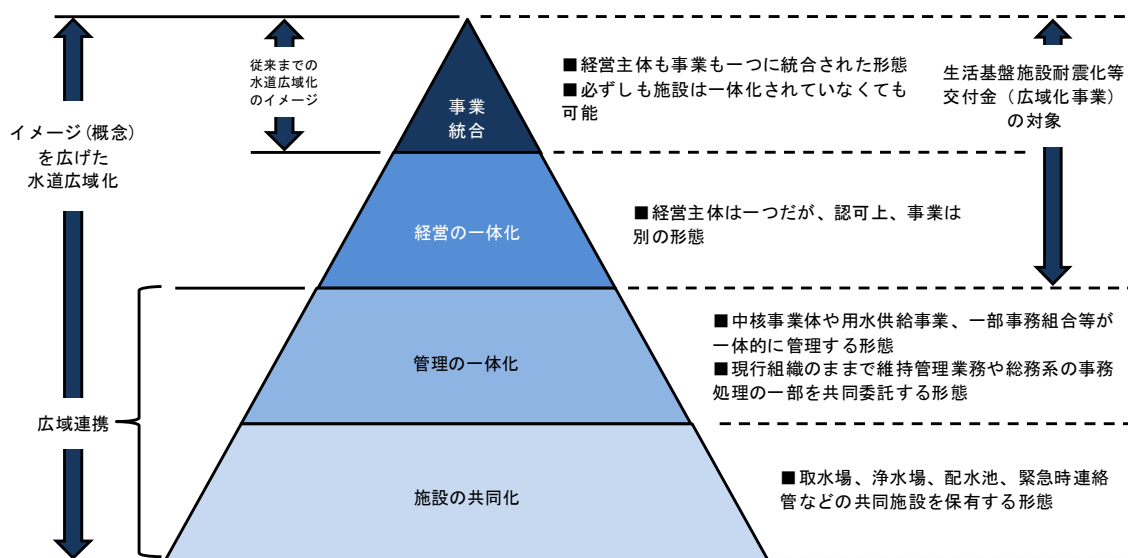 イメージ(概念)
を広げた
水道広域化
従来までの
水道広域化
のイメージ
事業
統合
■経営主体も事業も一つに統合された形態
■必ずしも施設は一体化されていなくても
可能
生活基盤施設耐震化等
交付金（広域化事業）
の対象
経営の一体化
■経営主体は一つだが、認可上、事業は
別の形態
広域連携
管理の一体化
■中核事業体や用水供給事業、一部事務組合等が
一体的に管理する形態
■現行組織のままで維持管理業務や総務系の事務
処理の一部を共同委託する形態
施設の共同化
■取水場、浄水場、配水池、緊急時連絡
管などの共同施設を保有する形態